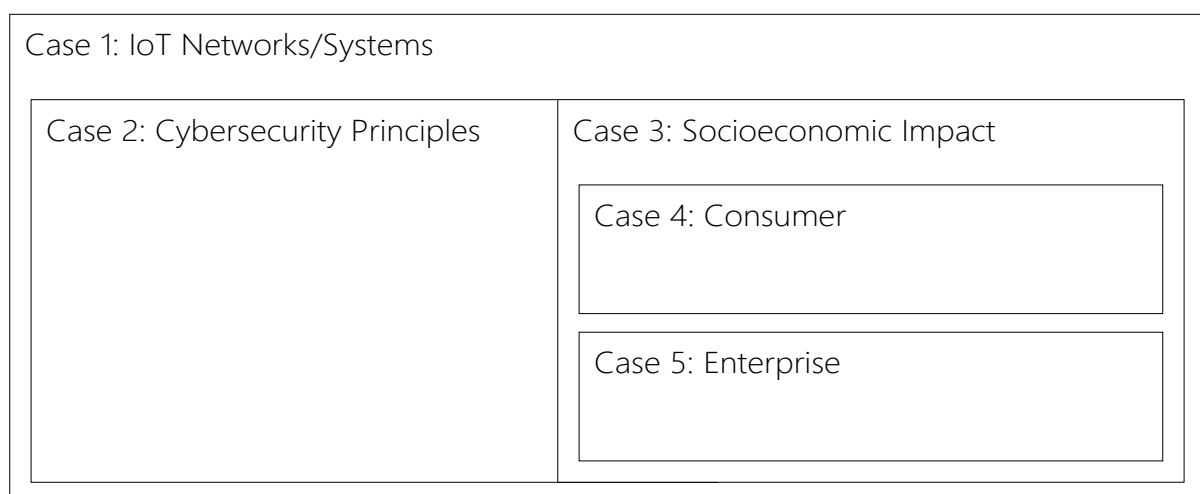 Case 1: IoT Networks/Systems
Case 2: Cybersecurity Principles
Case 3: Socioeconomic Impact
Case 4: Consumer
Case 5: Enterprise